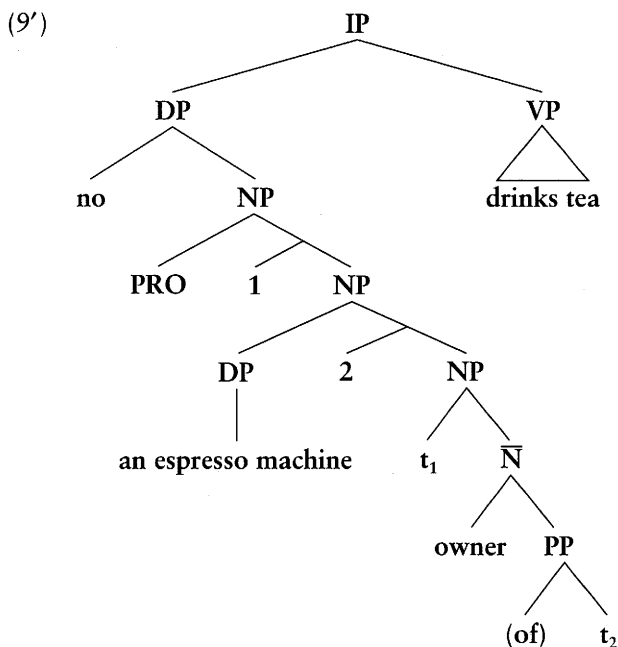 (9′) IP
DP VP
no NP drinks tea
PRO 1 NP
DP 2 NP
an espresso machine t₁ N̅
owner PP
(of) t₂